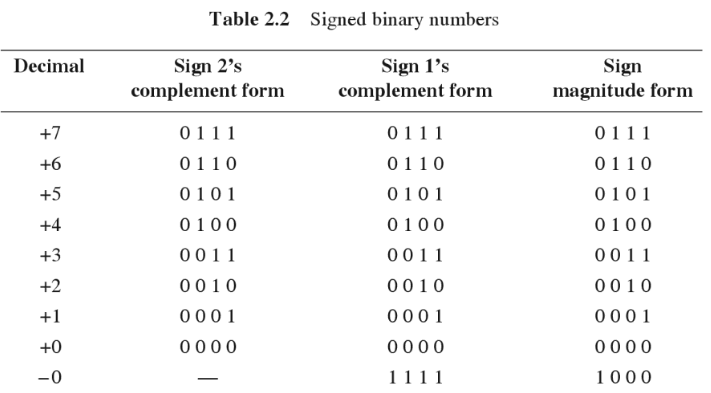 Table 2.2 Signed binary numbers
Decimal Sign 2's complement form Sign 1's complement form Sign magnitude form
+7 0 1 1 1 0 1 1 1 0 1 1 1
+6 0 1 1 0 0 1 1 0 0 1 1 0
+5 0 1 0 1 0 1 0 1 0 1 0 1
+4 0 1 0 0 0 1 0 0 0 1 0 0
+3 0 0 1 1 0 0 1 1 0 0 1 1
+2 0 0 1 0 0 0 1 0 0 0 1 0
+1 0 0 0 1 0 0 0 1 0 0 0 1
+0 0 0 0 0 0 0 0 0 0 0 0 0
−0 — 1 1 1 1 1 0 0 0